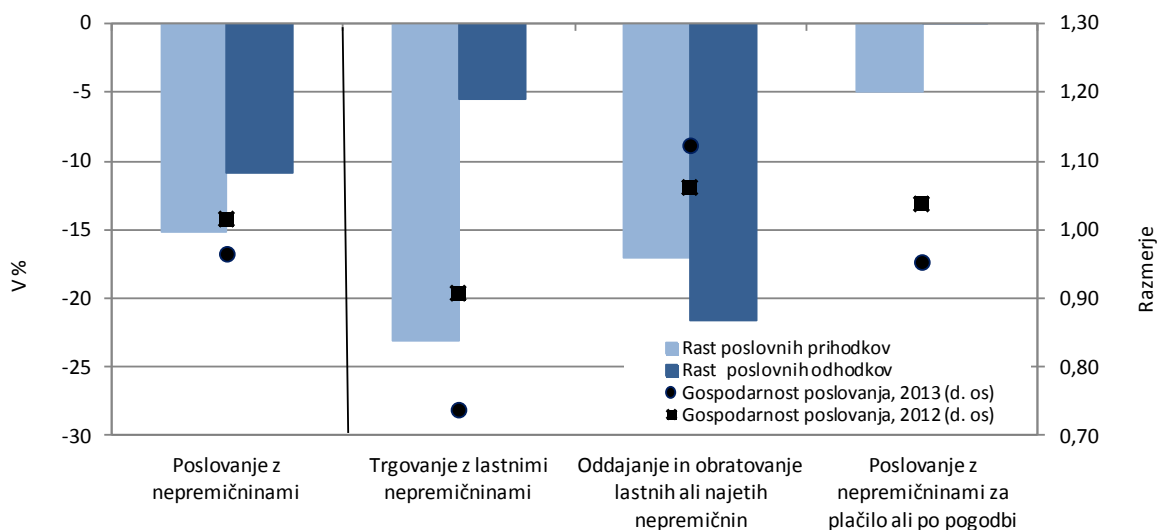 0
-5
-10
-15
-20
-25
-30
V %
1,30
1,20
1,10
1,00
0,90
0,80
0,70
Razmerje
Rast poslovnih prihodkov
Rast poslovnih odhodkov
Gospodarnost poslovanja, 2013 (d. os)
Gospodarnost poslovanja, 2012 (d. os)
Poslovanje z
nepremičninami
Trgovanje z lastnimi
nepremičninami
Oddajanje in obratovanje
lastnih ali najetih
nepremičnin
Poslovanje z
nepremičninami za
plačilo ali po pogodbi